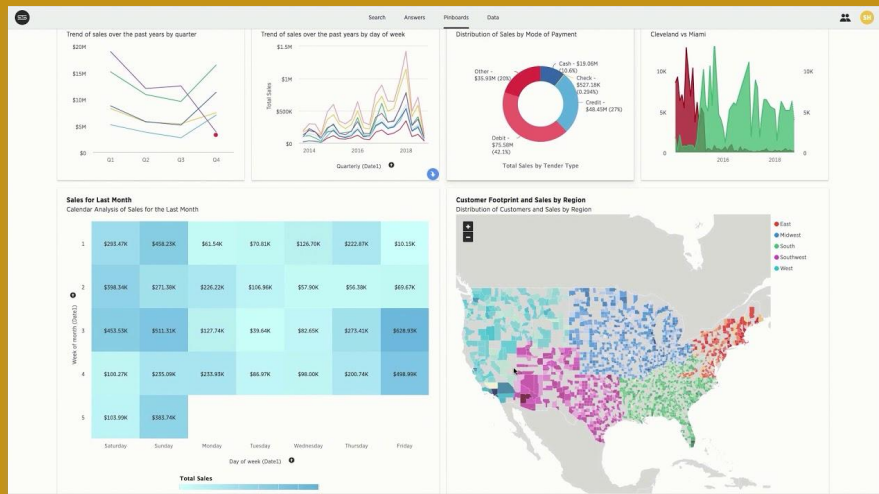 Search Answers Pinboards Data
Trend of sales over the past years by quarter
$20M
$15M
$10M
$5M
$0
Q1 Q2 Q3 Q4
Trend of sales over the past years by day of week
$1.5M
$1M
$500K
$0
Total Sales
2014 2016 2018
Quarterly (Date1)
Distribution of Sales by Mode of Payment
Cash - $19.06M
(10.6%)
Check -
$527.18K
(0.294%)
Credit -
$48.45M (27%)
Other -
$35.93M (20%)
Debit -
$75.58M
(42.1%)
Total Sales by Tender Type
Cleveland vs Miami
10K 10K
5K 5K
0 0
2016 2018
Sales for Last Month
Calendar Analysis of Sales for the Last Month
Week of month (Date1)
1 $293.47K $458.23K $61.54K $70.81K $126.70K $222.87K $10.15K
2 $398.34K $271.38K $226.22K $106.96K $57.90K $56.38K $69.67K
3 $453.53K $511.31K $127.74K $39.64K $82.65K $273.41K $628.93K
4 $100.27K $235.09K $233.93K $86.97K $98.00K $200.74K $498.99K
5 $103.99K $383.74K
Saturday Sunday Monday Tuesday Wednesday Thursday Friday
Day of week (Date1)
Total Sales
Customer Footprint and Sales by Region
Distribution of Customers and Sales by Region
+
−
East
Midwest
South
Southwest
West